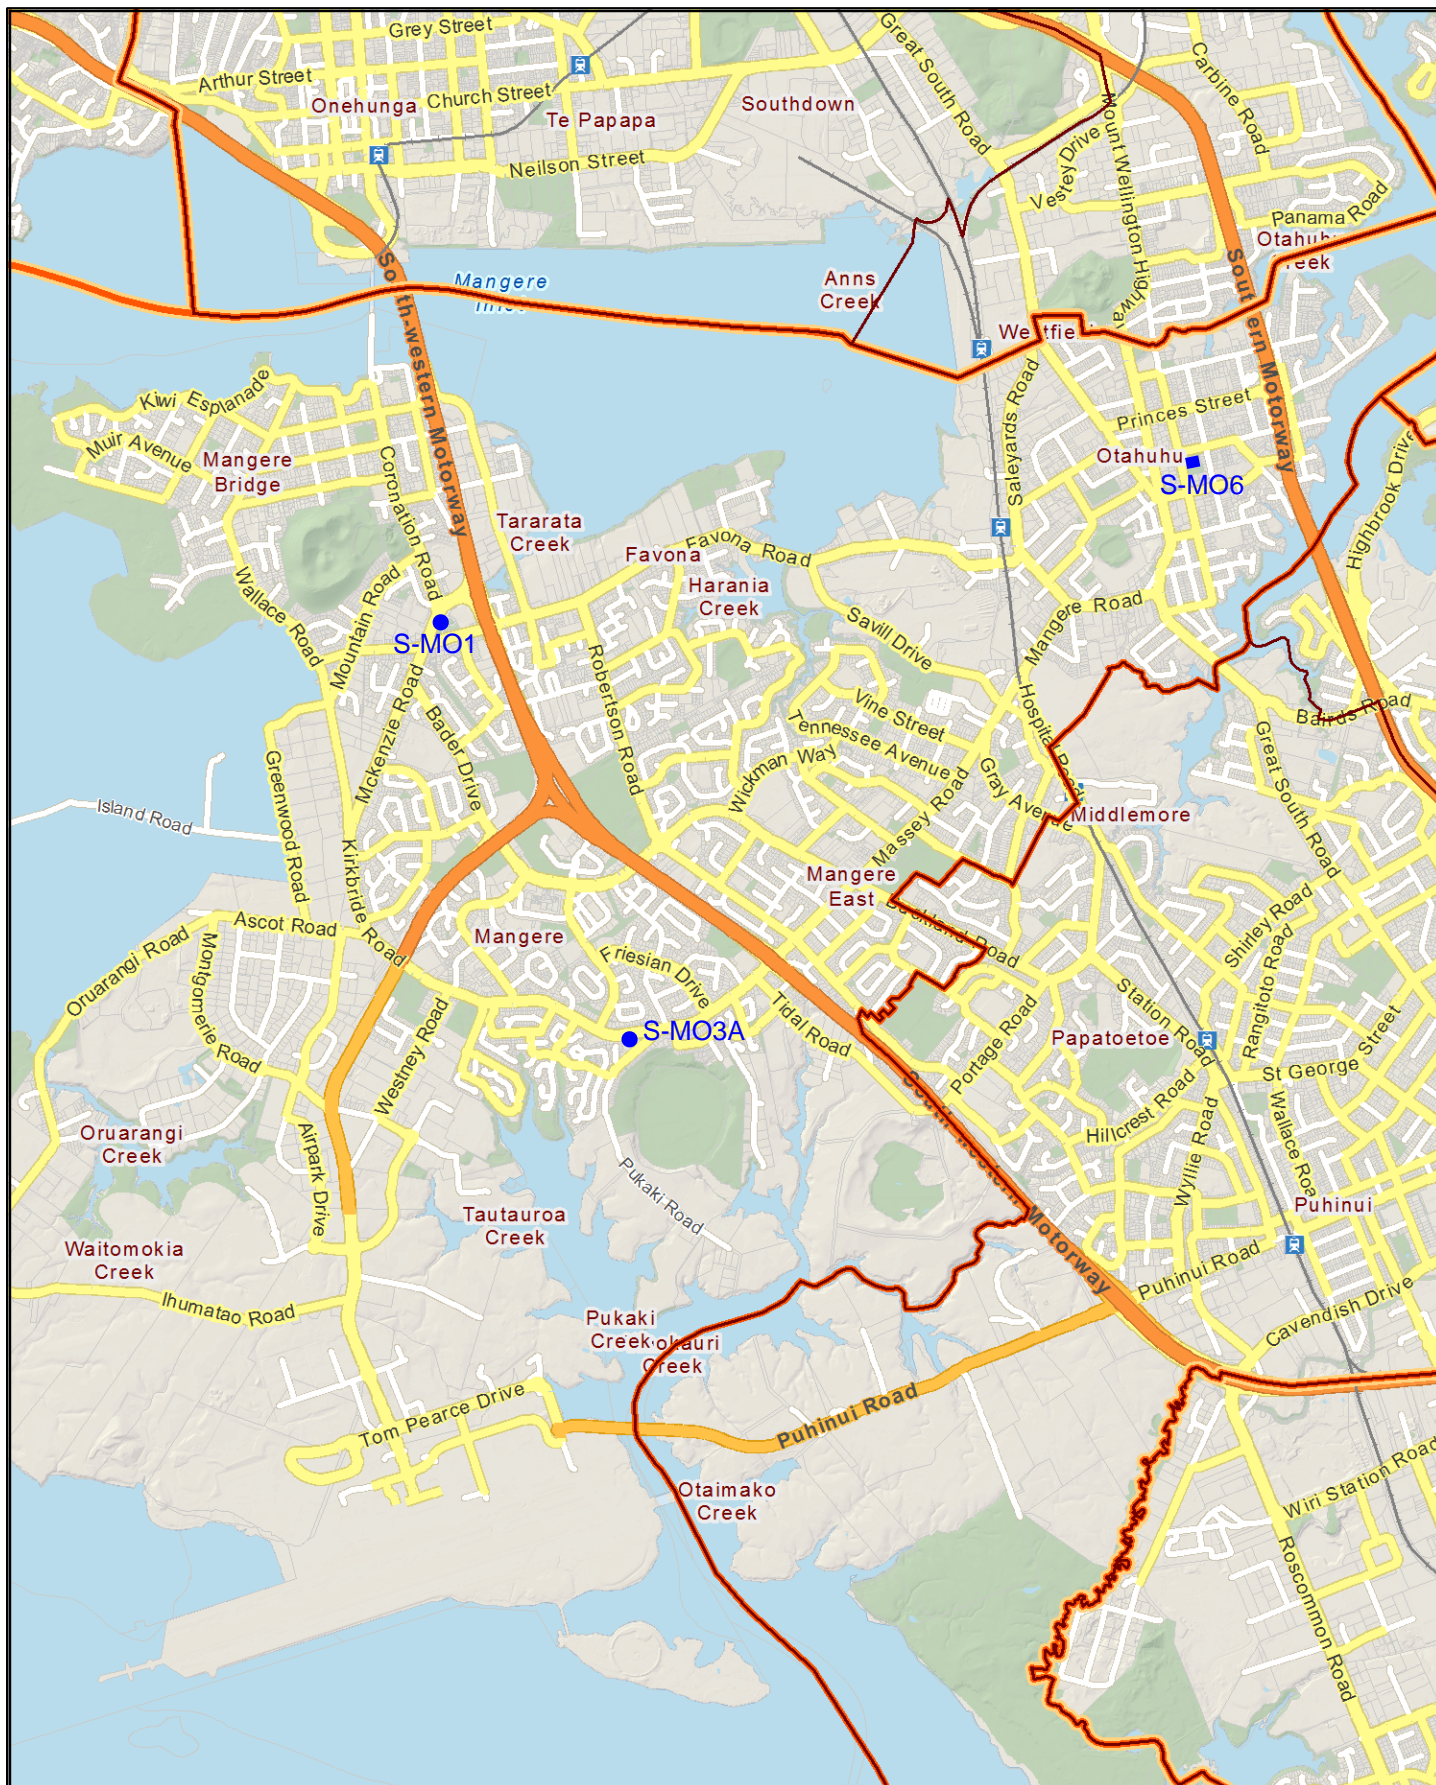 Grey Street
Great South Road
Carbine Road
Arthur Street
Onehunga
Church Street
Te Papapa
Southdown
Mount Wellington Highway
Neilson Street
Vestey Drive
Panama Road
South-western Motorway
Mangere
Anns
Creek
Southern Motorway
Kiwi Esplanade
Muir Avenue
Mangere
Bridge
Coronation Road
Saleyards Road
Princes Street
Otahuhu
S-MO6
Highbrook Drive
Tararata
Creek
Favona
Favona Road
Harania
Creek
Wallace Road
Mountain Road
S-MO1
Mangere Road
Savill Drive
Robertson Road
Mckenzie Road
Bader Drive
Vine Street
Tennessee Avenue
Hospital Road
Bairds Road
Great South Road
Greenwood Road
Wickman Way
Gray Avenue
Massey Road
Middlemore
Island Road
Kirkbride Road
Mangere
East
Buckland Road
Shirley Road
Rangitoto Road
Ascot Road
Oruarangi Road
Montgomerie Road
Mangere
Friesian Drive
Tidal Road
Station Road
S-MO3A
Westney Road
Portage Road
Papatoetoe
St George Street
Oruarangi
Creek
Airpark Drive
Hillcrest Road
Wyllie Road
Wallace Road
Pukaki Road
South-western Motorway
Puhinui
Tautauroa
Creek
Waitomokia
Creek
Ihumatao Road
Puhinui Road
Cavendish Drive
Pukaki
Creek
Creek
Tom Pearce Drive
Puhinui Road
Otaimako
Creek
Wiri Station Road
Roscommon Road